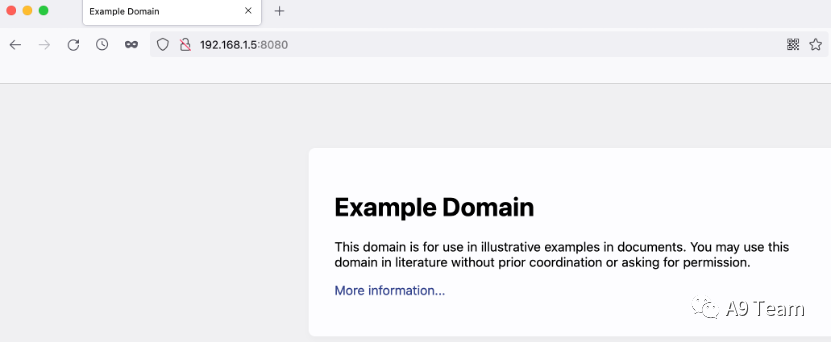 Example Domain
192.168.1.5:8080
Example Domain
This domain is for use in illustrative examples in documents. You may use this
domain in literature without prior coordination or asking for permission.
More information...
A9 Team